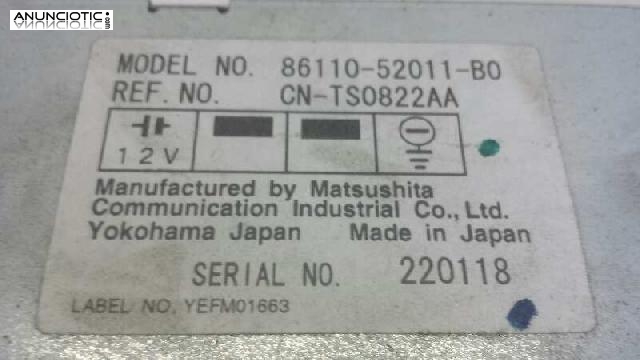 ANUNCIOTIC
.com
MODEL NO. 86110-52011-B0
REF. NO. CN-TS0822AA
12V
Manufactured by Matsushita
Communication Industrial Co., Ltd.
Yokohama Japan Made in Japan
SERIAL NO. 220118
LABEL NO. YEFM01663